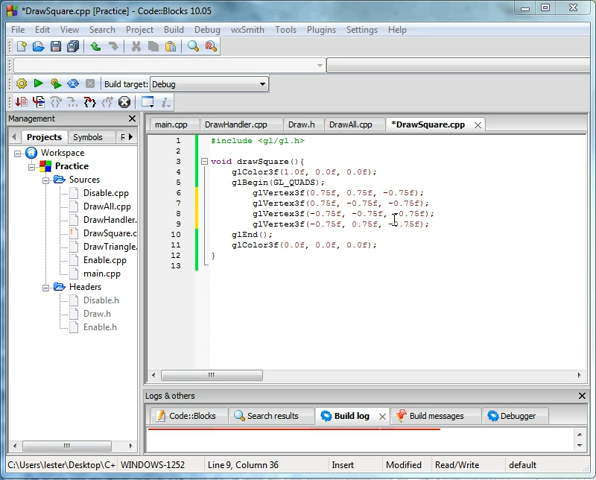 *DrawSquare.cpp [Practice] - Code::Blocks 10.05
File Edit View Search Project Build Debug wxSmith Tools Plugins Settings Help
Build target: Debug
Management
Projects Symbols R
main.cpp DrawHandler.cpp Draw.h DrawAll.cpp *DrawSquare.cpp
Workspace
Practice
Sources
Disable.cpp
DrawAll.cpp
DrawHandler.
DrawSquare.c
DrawTriangle.
Enable.cpp
main.cpp
Headers
Disable.h
Draw.h
Enable.h
1 #include <gl/gl.h>
2
3 void drawSquare(){
4 glColor3f(1.0f, 0.0f, 0.0f);
5 glBegin(GL_QUADS);
6 glVertex3f(0.75f, 0.75f, -0.75f);
7 glVertex3f(0.75f, -0.75f, -0.75f);
8 glVertex3f(-0.75f, -0.75f, -0.75f);
9 glVertex3f(-0.75f, 0.75f, -0.75f);
10 glEnd();
11 glColor3f(0.0f, 0.0f, 0.0f);
12 }
13
Logs & others
Code::Blocks Search results Build log Build messages Debugger
C:\Users\lester\Desktop\C+ WINDOWS-1252 Line 9, Column 36 Insert Modified Read/Write default